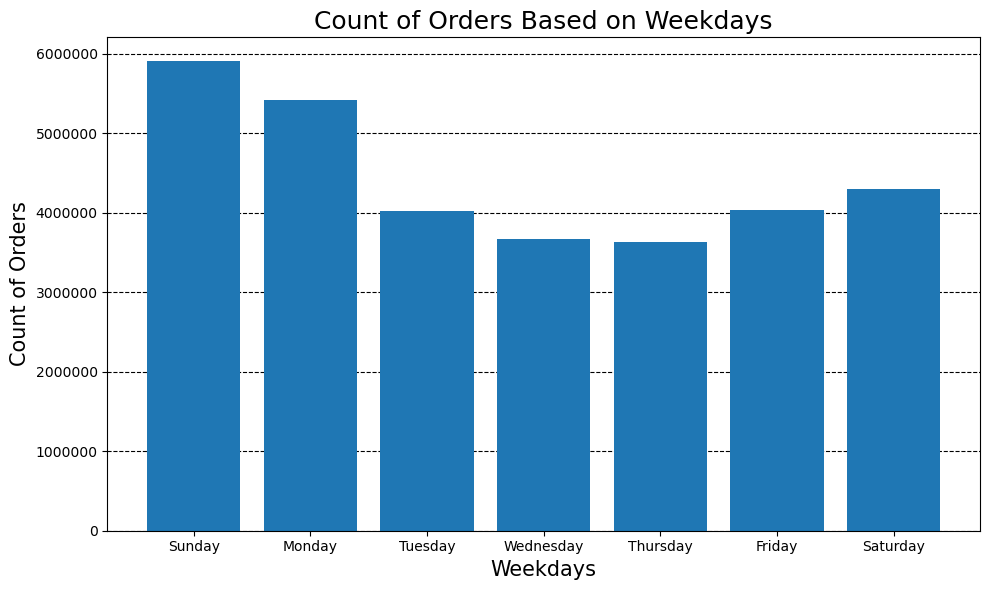 Count of Orders Based on Weekdays
Count of Orders
6000000
5000000
4000000
3000000
2000000
1000000
0
Sunday Monday Tuesday Wednesday Thursday Friday Saturday
Weekdays